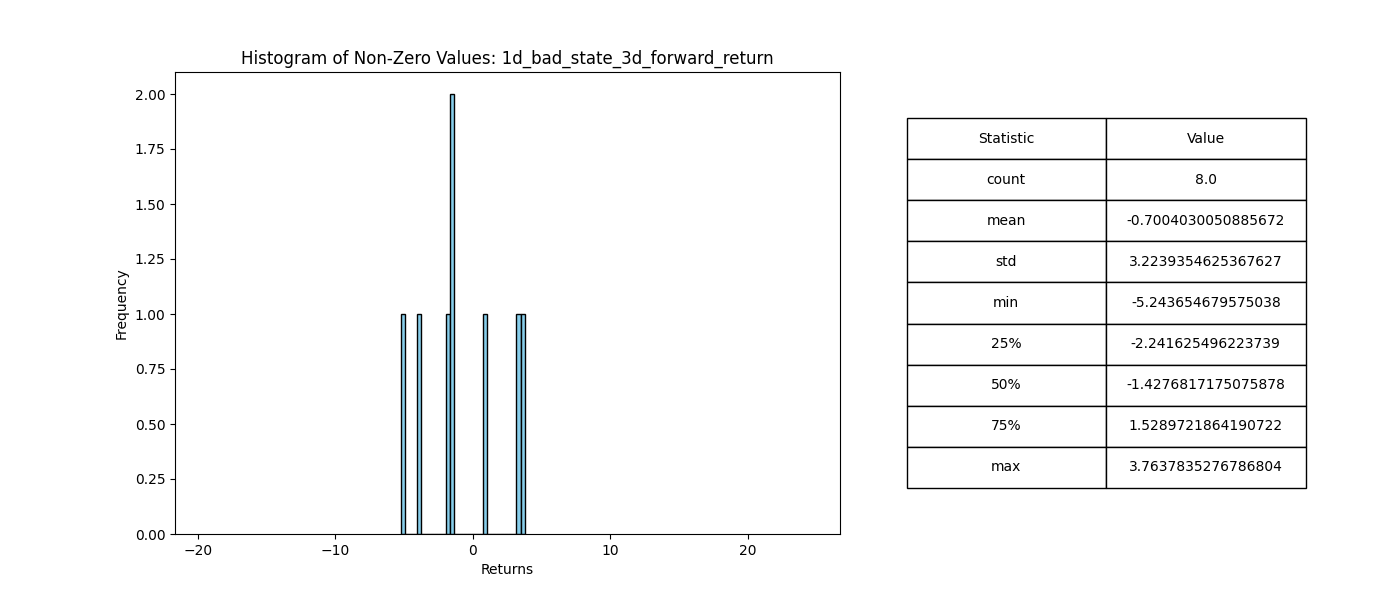 Histogram of Non-Zero Values: 1d_bad_state_3d_forward_return
2.00
1.75
1.50
1.25
1.00
0.75
0.50
0.25
0.00
Frequency
−20
−10
0
10
20
Returns
Statistic Value
count 8.0
mean -0.7004030050885672
std 3.2239354625367627
min -5.243654679575038
25% -2.241625496223739
50% -1.4276817175075878
75% 1.5289721864190722
max 3.7637835276786804